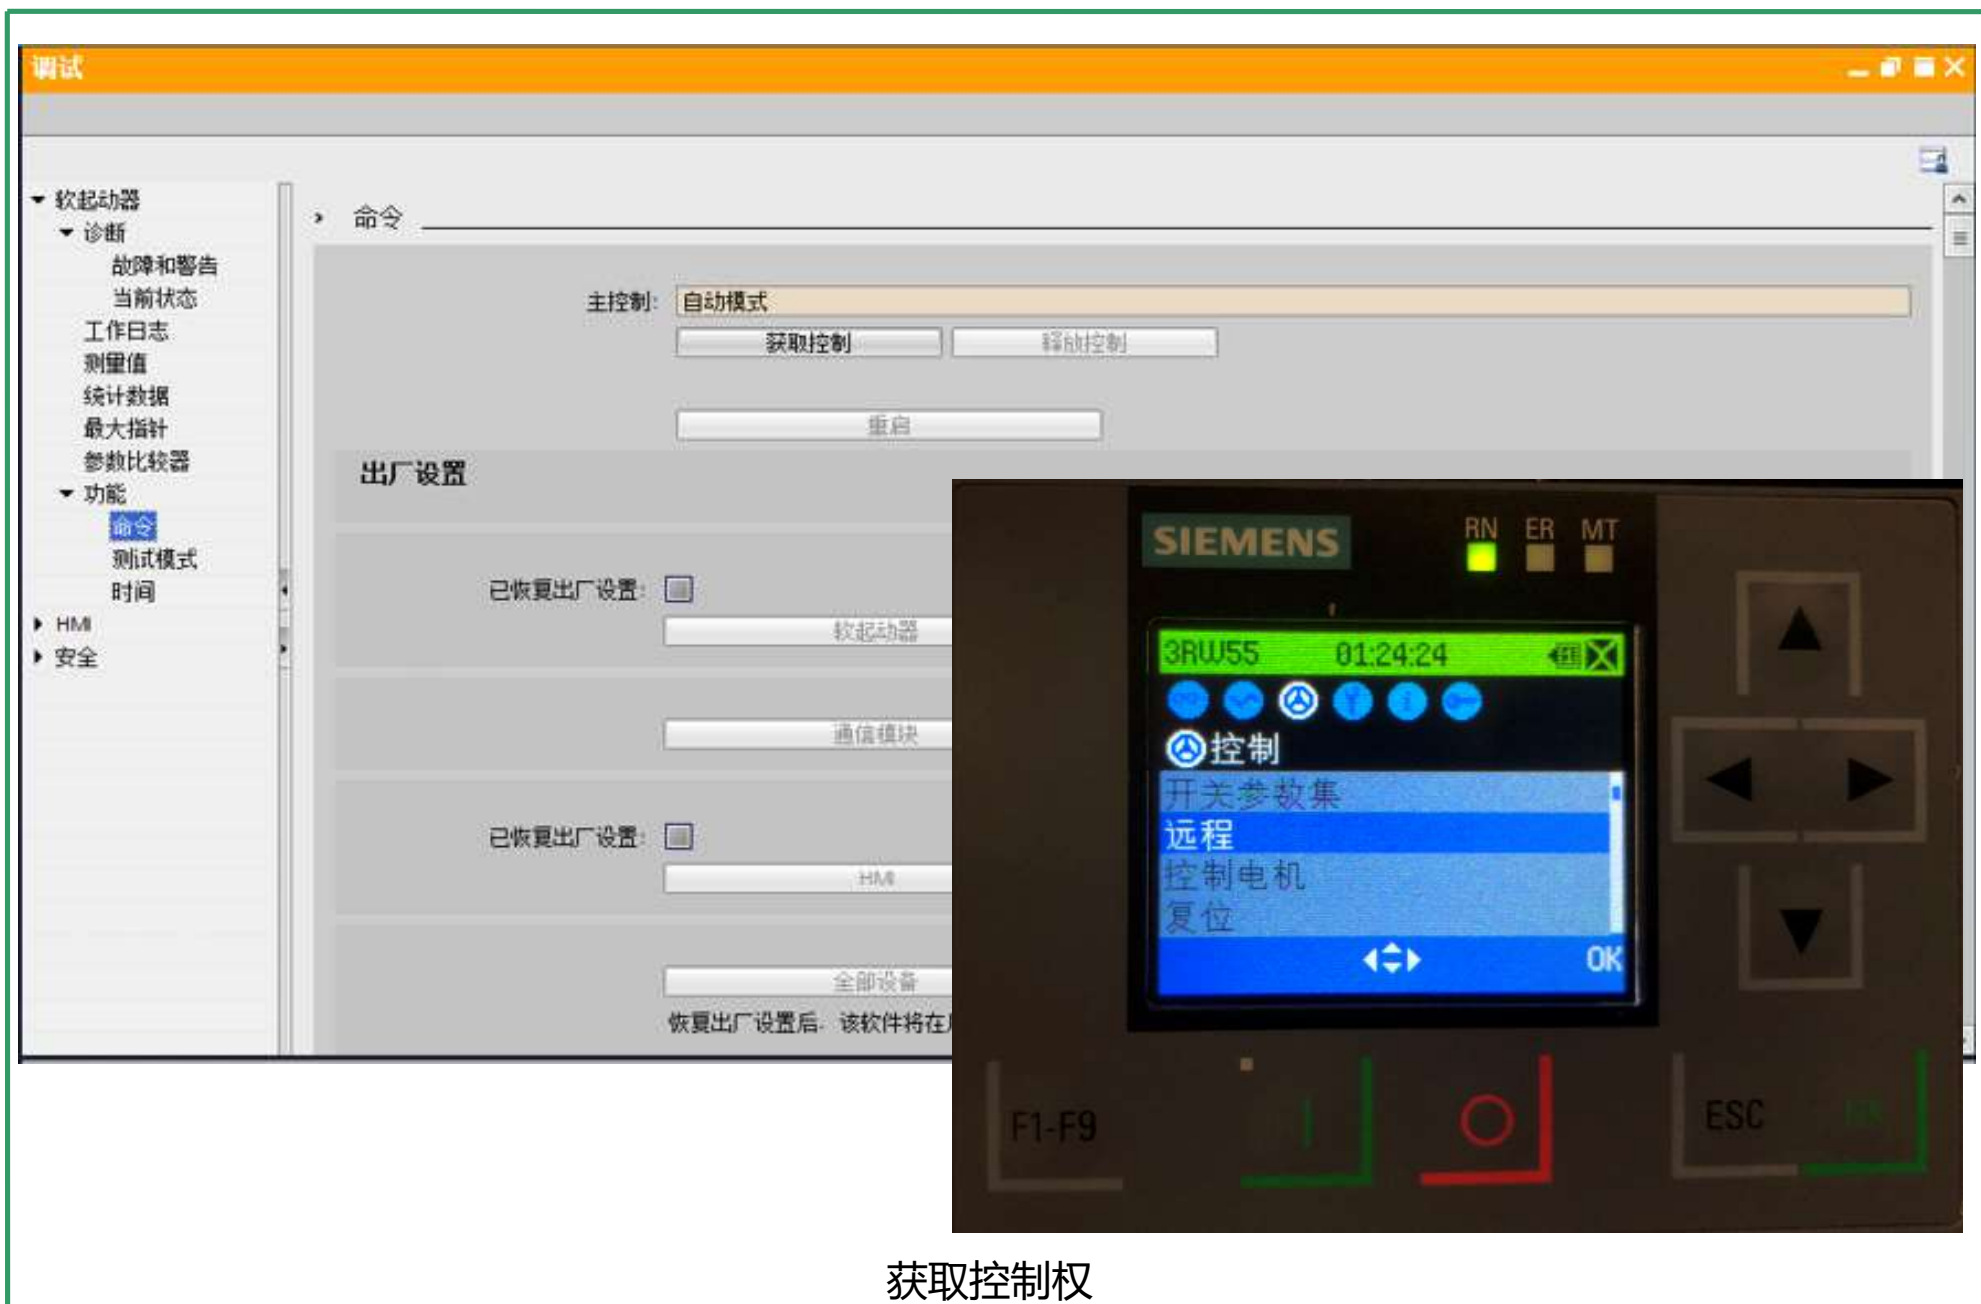 调试
软起动器
诊断
故障和警告
当前状态
工作日志
测量值
统计数据
最大指针
参数比较器
功能
命令
测试模式
时间
HMI
安全
命令
主控制: 自动模式
获取控制 释放控制
重启
出厂设置
已恢复出厂设置:
软起动器
通信模块
已恢复出厂设置:
HMI
全部设备
恢复出厂设置后. 该软件将在
SIEMENS
RN ER MT
3RW55 01:24:24
控制
开关参数集
远程
控制电机
复位
OK
F1-F9 I ESC OK
获取控制权